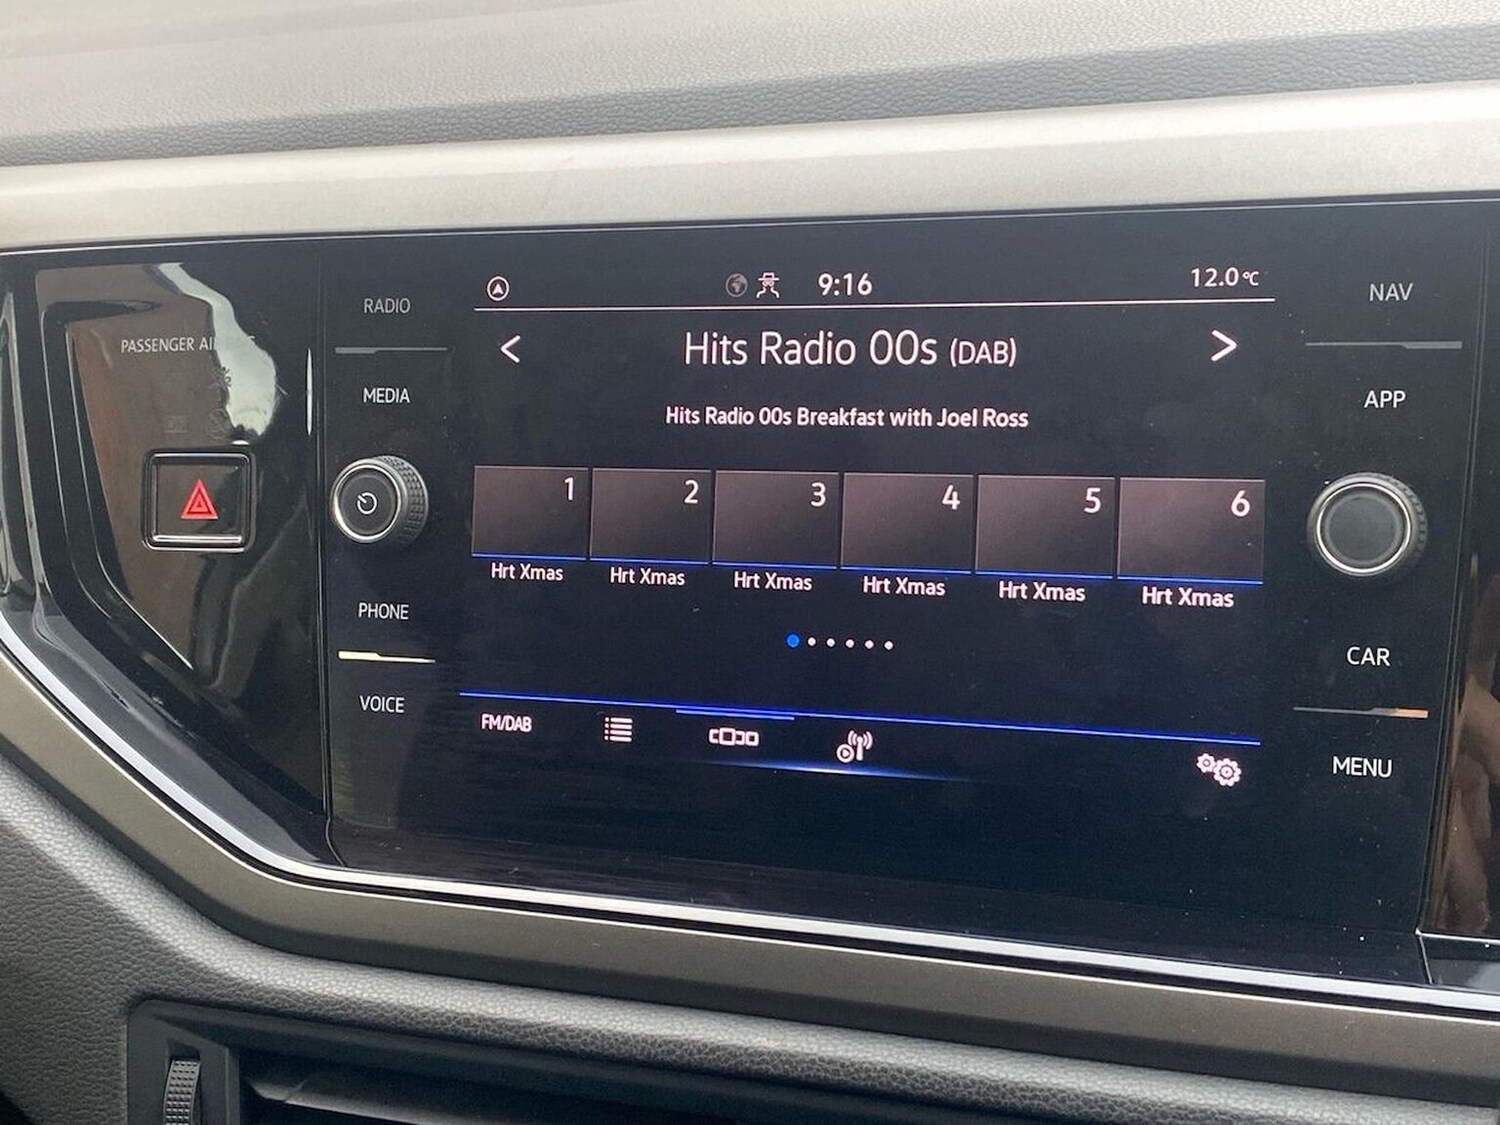 9:16
12.0°C
RADIO
NAV
PASSENGER AI
< Hits Radio 00s (DAB) >
MEDIA
APP
Hits Radio 00s Breakfast with Joel Ross
1 2 3 4 5 6
Hrt Xmas Hrt Xmas Hrt Xmas Hrt Xmas Hrt Xmas Hrt Xmas
PHONE
CAR
VOICE
FM/DAB
MENU